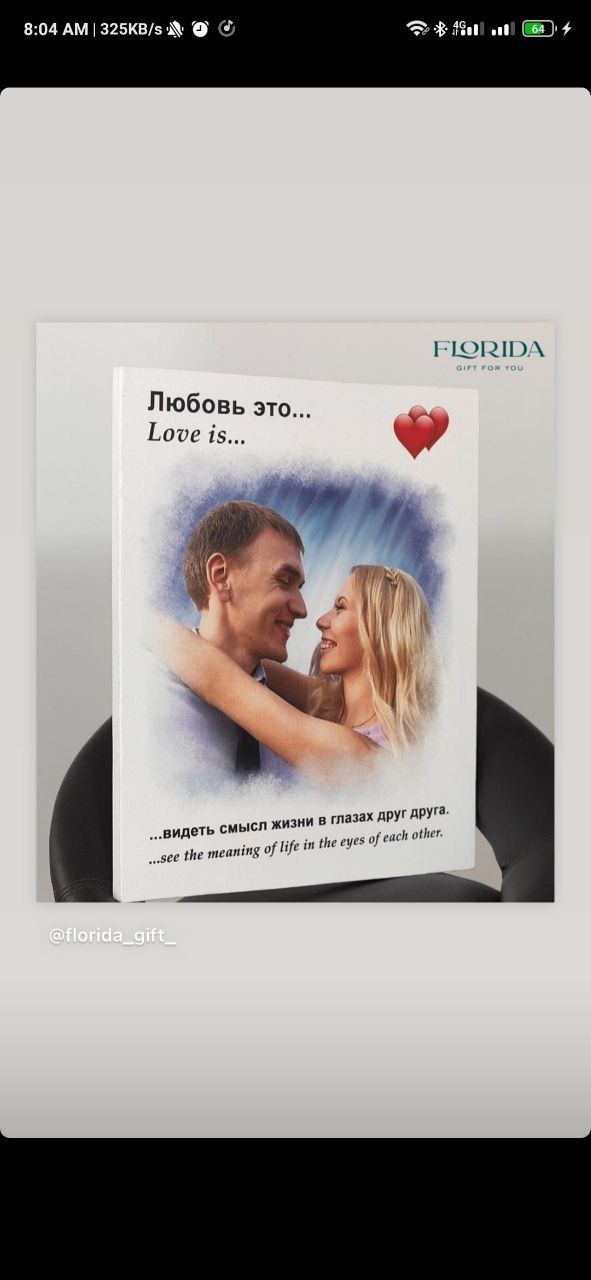 8:04 AM | 325KB/s
4G
64
FLORIDA
GIFT FOR YOU
Любовь это...
Love is...
...видеть смысл жизни в глазах друг друга.
...see the meaning of life in the eyes of each other.
@florida_gift_